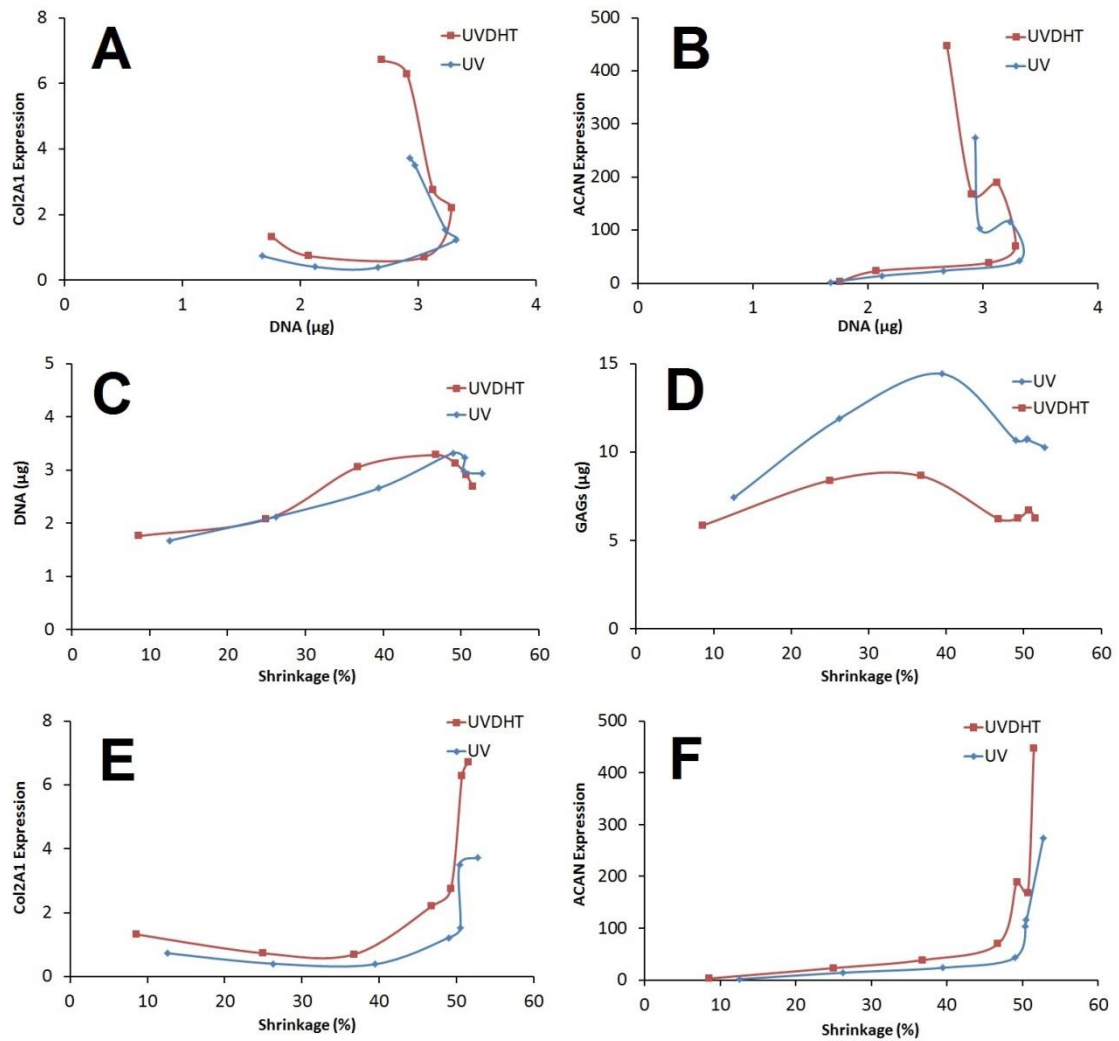 A
8
6
4
2
0
0 1 2 3 4
Col2A1 Expression
DNA (µg)
UVDHT
UV
B
500
400
300
200
100
0
0 1 2 3 4
ACAN Expression
DNA (µg)
UVDHT
UV
C
5
4
3
2
1
0
0 10 20 30 40 50 60
DNA (µg)
Shrinkage (%)
UVDHT
UV
D
15
10
5
0
0 10 20 30 40 50 60
GAGs (µg)
Shrinkage (%)
UV
UVDHT
E
8
6
4
2
0
0 10 20 30 40 50 60
Col2A1 Expression
Shrinkage (%)
UVDHT
UV
F
500
400
300
200
100
0
0 10 20 30 40 50 60
ACAN Expression
Shrinkage (%)
UVDHT
UV